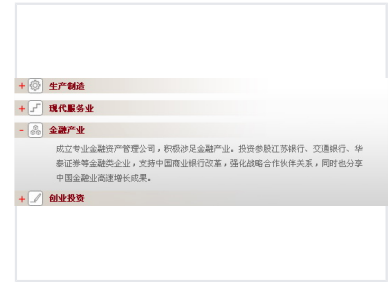 + 生产制造
+ 现代服务业
- 金融产业
成立专业金融资产管理公司，积极涉足金融产业。投资参股江苏银行、交通银行、华
泰证券等金融类企业，支持中国商业银行改革，强化战略合作伙伴关系，同时也分享
中国金融业高速增长成果。
+ 创业投资